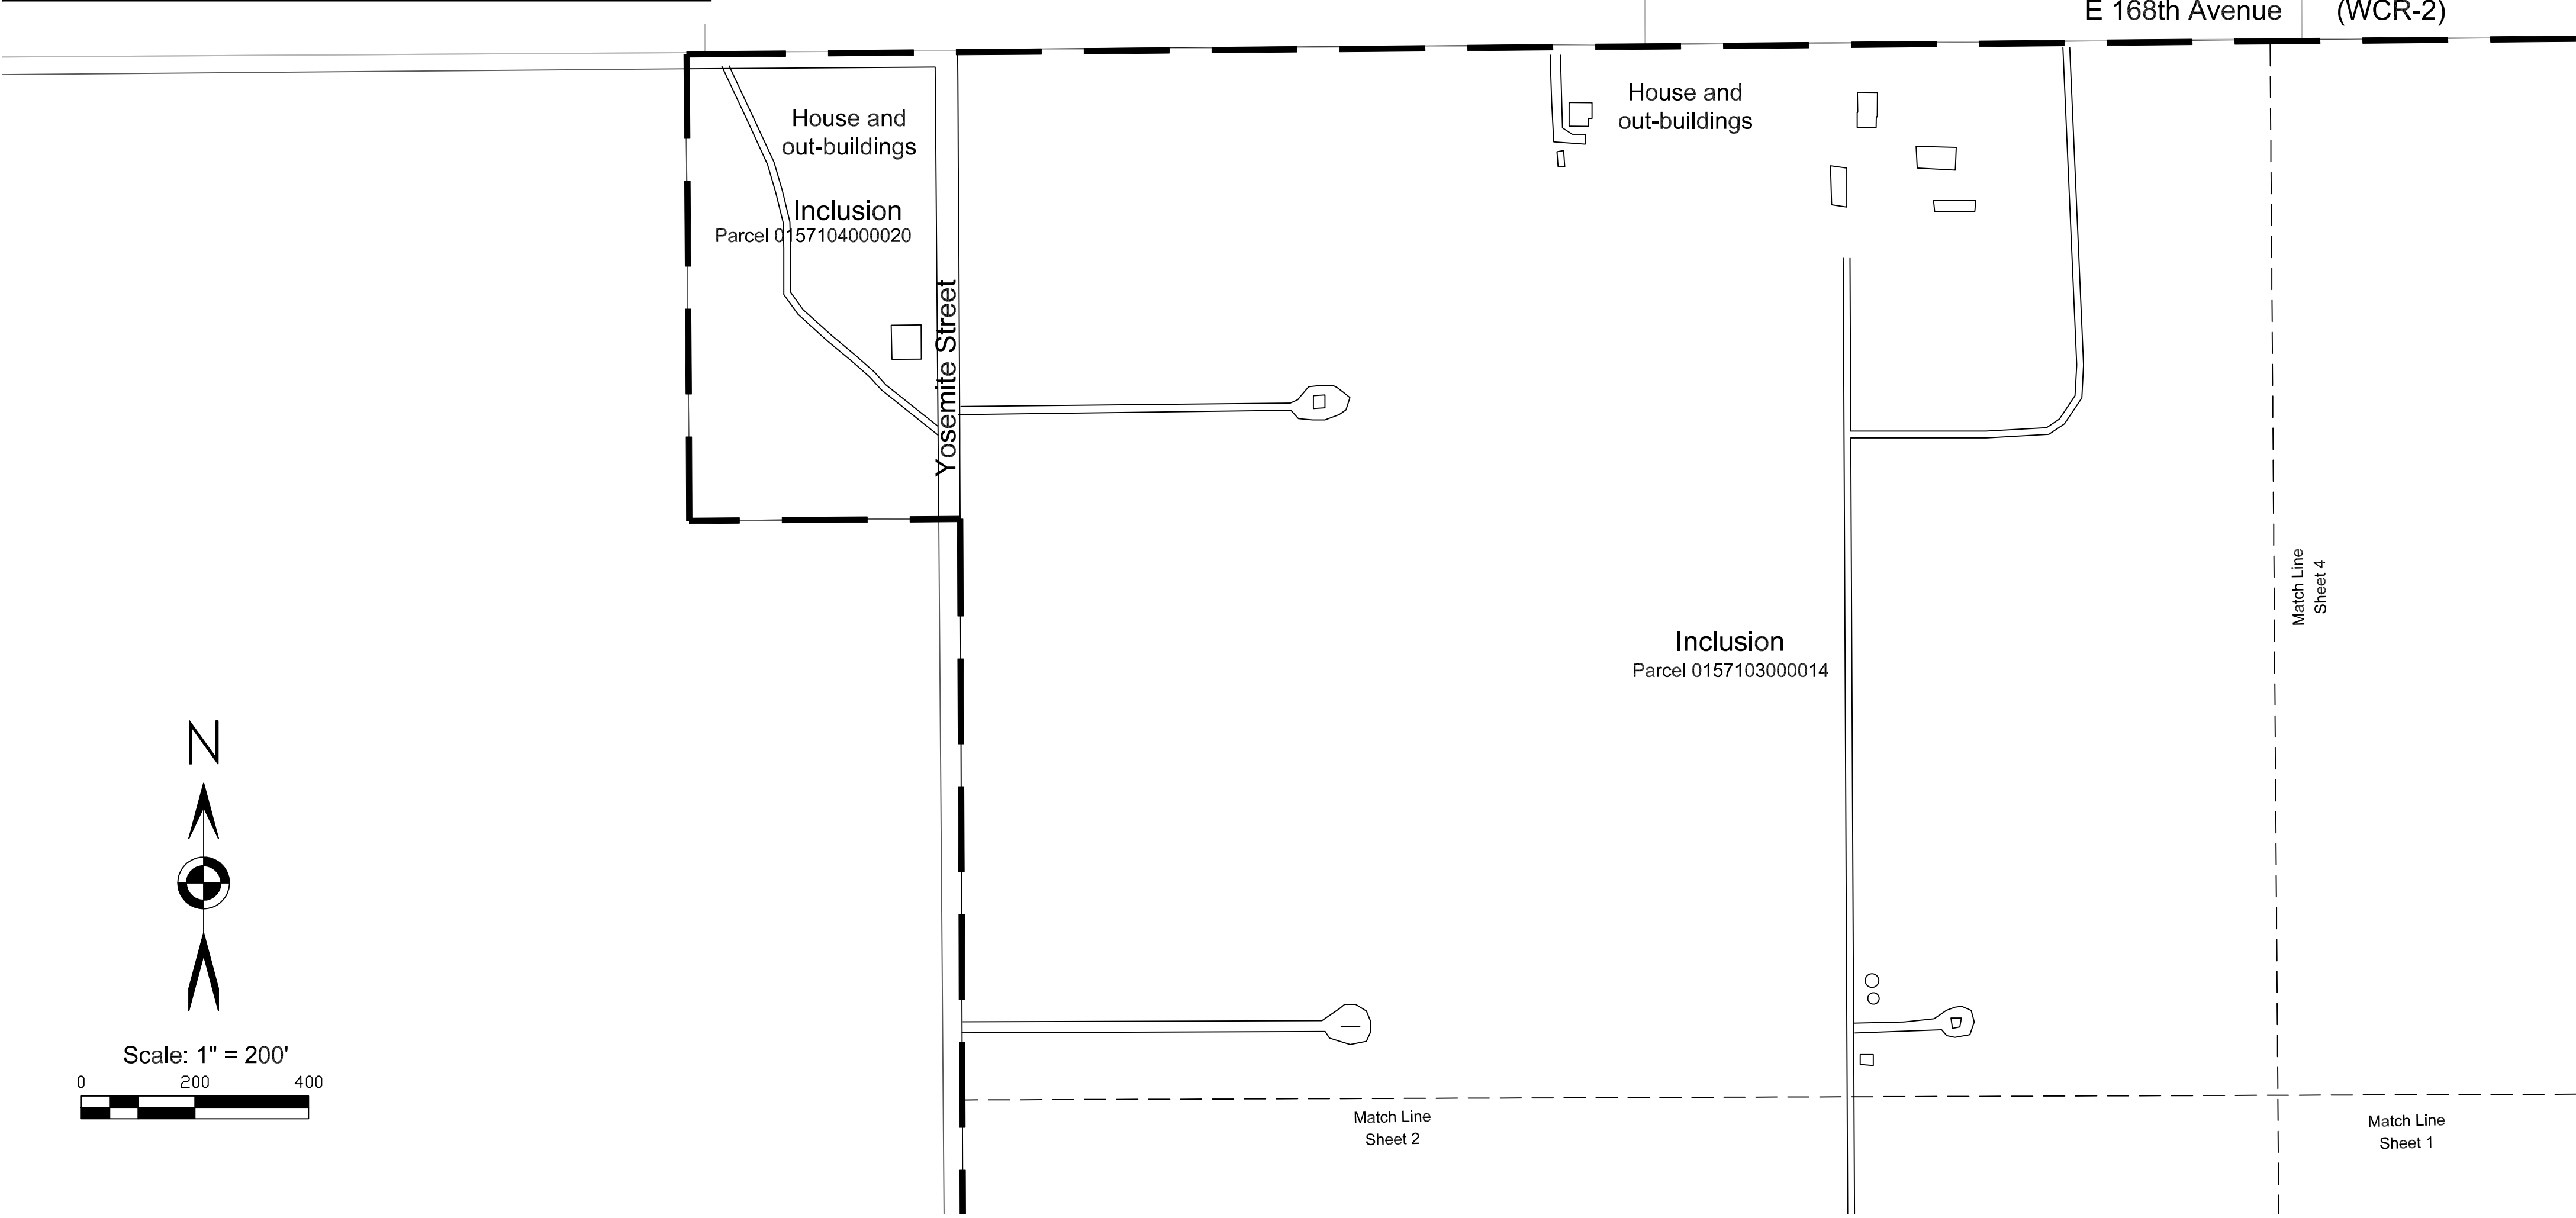 E 168th Avenue (WCR-2)
House and
out-buildings
House and
out-buildings
Inclusion
Parcel 0157104000020
Yosemite Street
Match Line
Sheet 4
Inclusion
Parcel 0157103000014
N
Scale: 1" = 200'
0 200 400
Match Line
Sheet 2
Match Line
Sheet 1